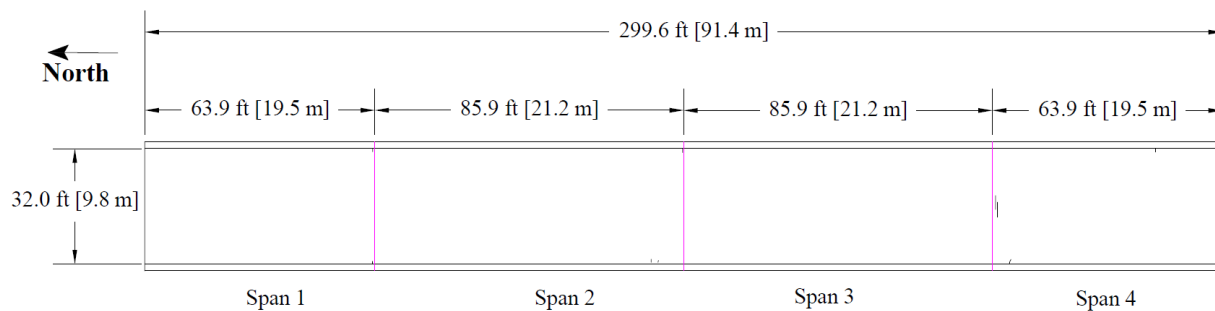 299.6 ft [91.4 m]
North
63.9 ft [19.5 m]
85.9 ft [21.2 m]
85.9 ft [21.2 m]
63.9 ft [19.5 m]
32.0 ft [9.8 m]
Span 1
Span 2
Span 3
Span 4